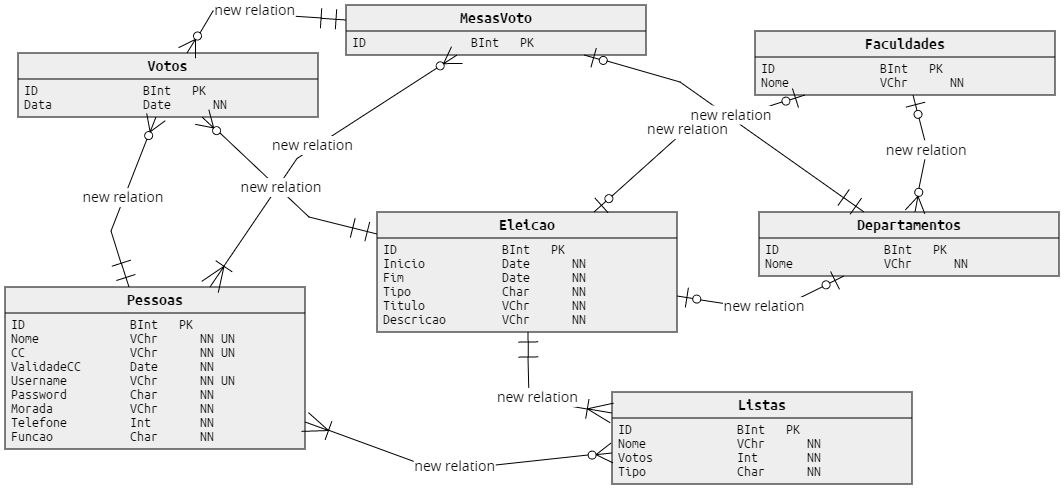 new relation
MesasVoto
ID BInt PK
Faculdades
ID BInt PK
Nome VChr NN
Votos
ID BInt PK
Data Date NN
new relation
new relation
new relation
new relation
new relation
new relation
Eleicao
ID BInt PK
Inicio Date NN
Fim Date NN
Tipo Char NN
Titulo VChr NN
Descricao VChr NN
Departamentos
ID BInt PK
Nome VChr NN
new relation
Pessoas
ID BInt PK
Nome VChr NN UN
CC VChr NN UN
ValidadeCC Date NN
Username VChr NN UN
Password Char NN
Morada VChr NN
Telefone Int NN
Funcao Char NN
new relation
Listas
ID BInt PK
Nome VChr NN
Votos Int NN
Tipo Char NN
new relation